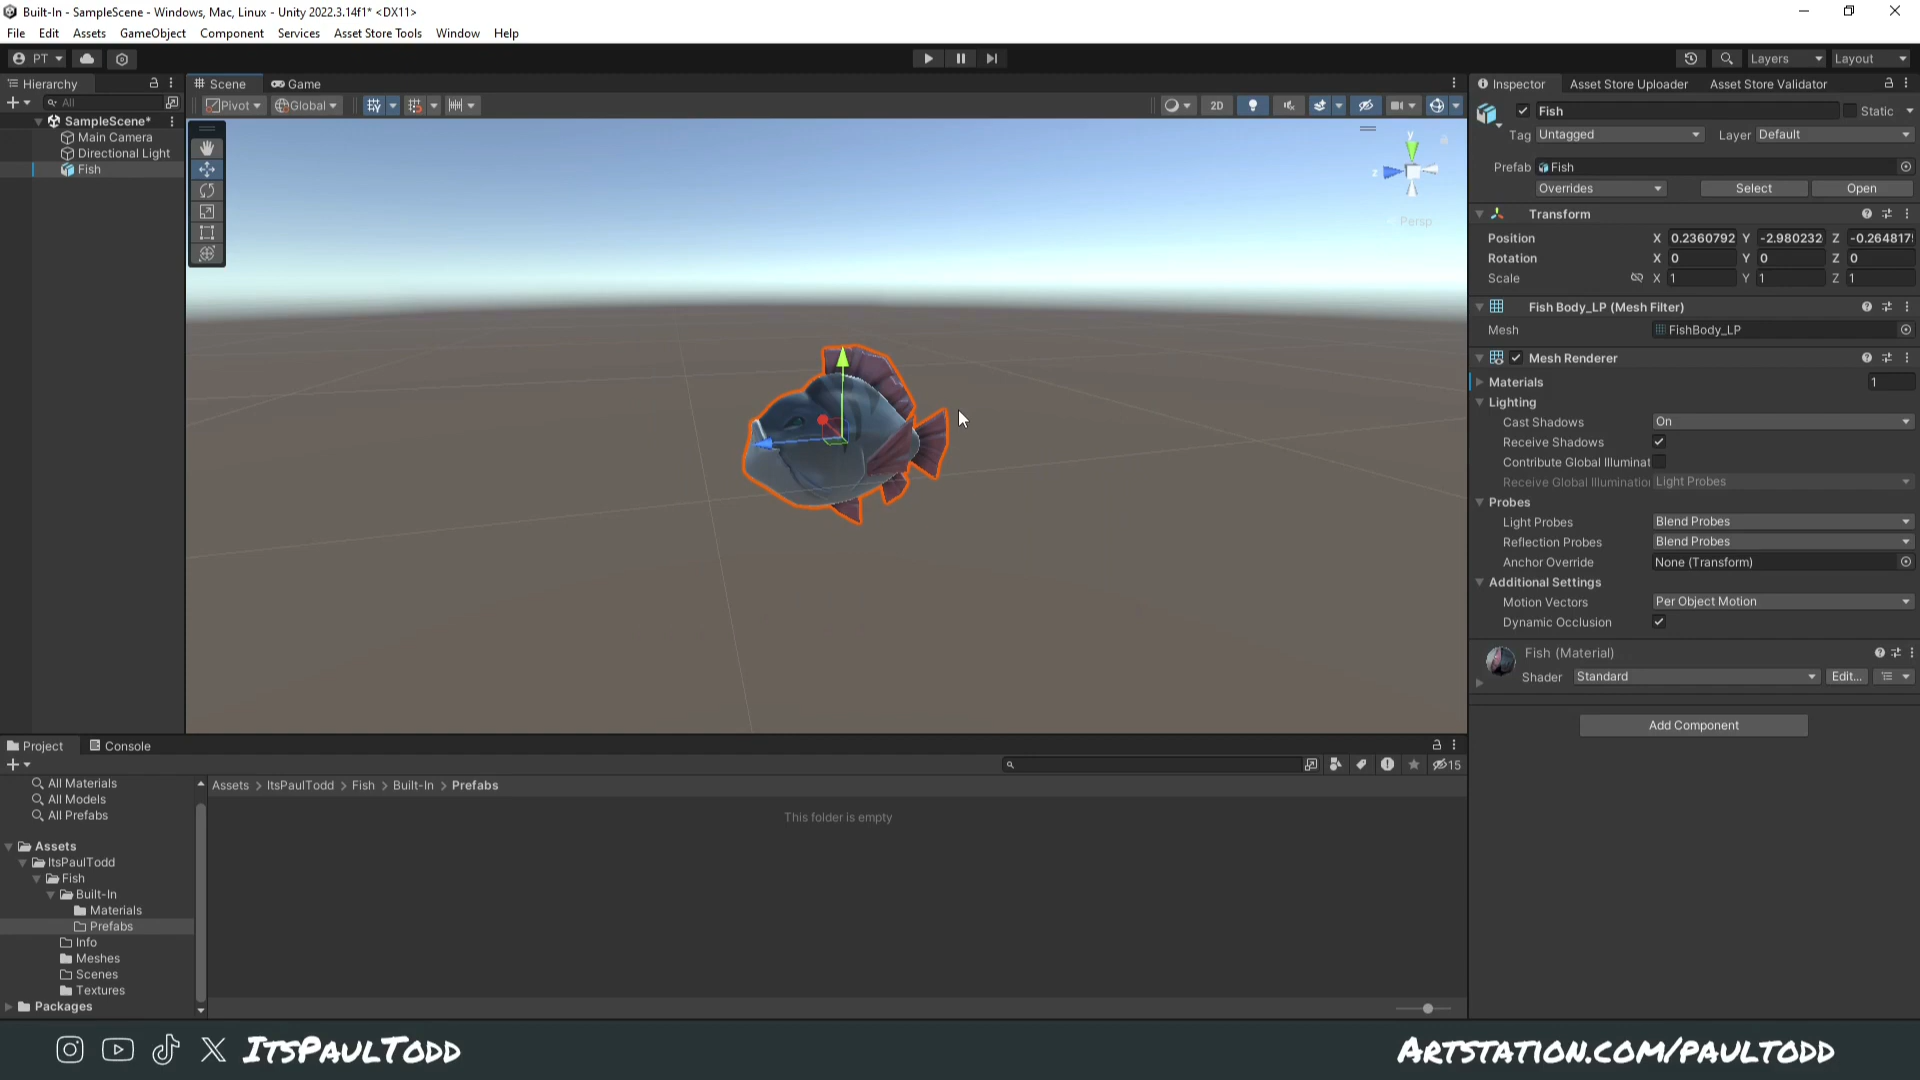 Built-In - SampleScene - Windows, Mac, Linux - Unity 2022.3.14f1* <DX11>
File Edit Assets GameObject Component Services Asset Store Tools Window Help
PT
Layers
Layout
Hierarchy
All
SampleScene*
Main Camera
Directional Light
Fish
Scene
Game
Pivot
Global
2D
y
z
Persp
Inspector
Asset Store Uploader
Asset Store Validator
Fish
Static
Tag Untagged
Layer Default
Prefab Fish
Overrides
Select
Open
Transform
Position X 0.2360792 Y -2.980232 Z -0.264817
Rotation X 0 Y 0 Z 0
Scale X 1 Y 1 Z 1
Fish Body_LP (Mesh Filter)
Mesh FishBody_LP
Mesh Renderer
Materials 1
Lighting
Cast Shadows On
Receive Shadows
Contribute Global Illuminat
Receive Global Illumination Light Probes
Probes
Light Probes Blend Probes
Reflection Probes Blend Probes
Anchor Override None (Transform)
Additional Settings
Motion Vectors Per Object Motion
Dynamic Occlusion
Fish (Material)
Shader Standard
Edit...
Add Component
Project
Console
15
All Materials
All Models
All Prefabs
Assets
ItsPaulTodd
Fish
Built-In
Materials
Prefabs
Info
Meshes
Scenes
Textures
Packages
Assets > ItsPaulTodd > Fish > Built-In > Prefabs
This folder is empty
ItsPaulTodd
Artstation.com/paultodd